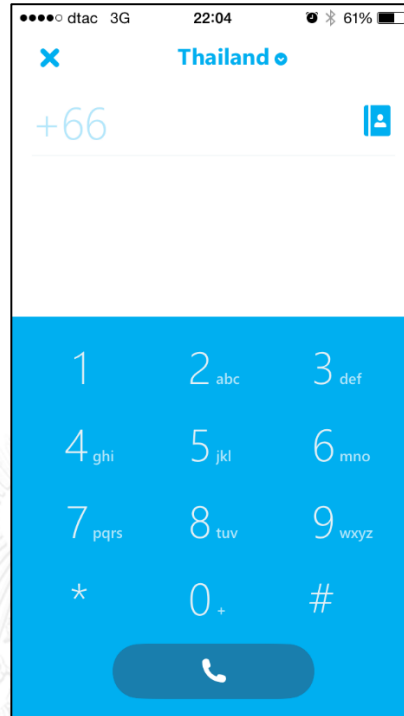 dtac 3G 22:04 61%
Thailand
+66
1 2 abc 3 def
4 ghi 5 jkl 6 mno
7 pqrs 8 tuv 9 wxyz
* 0 + #